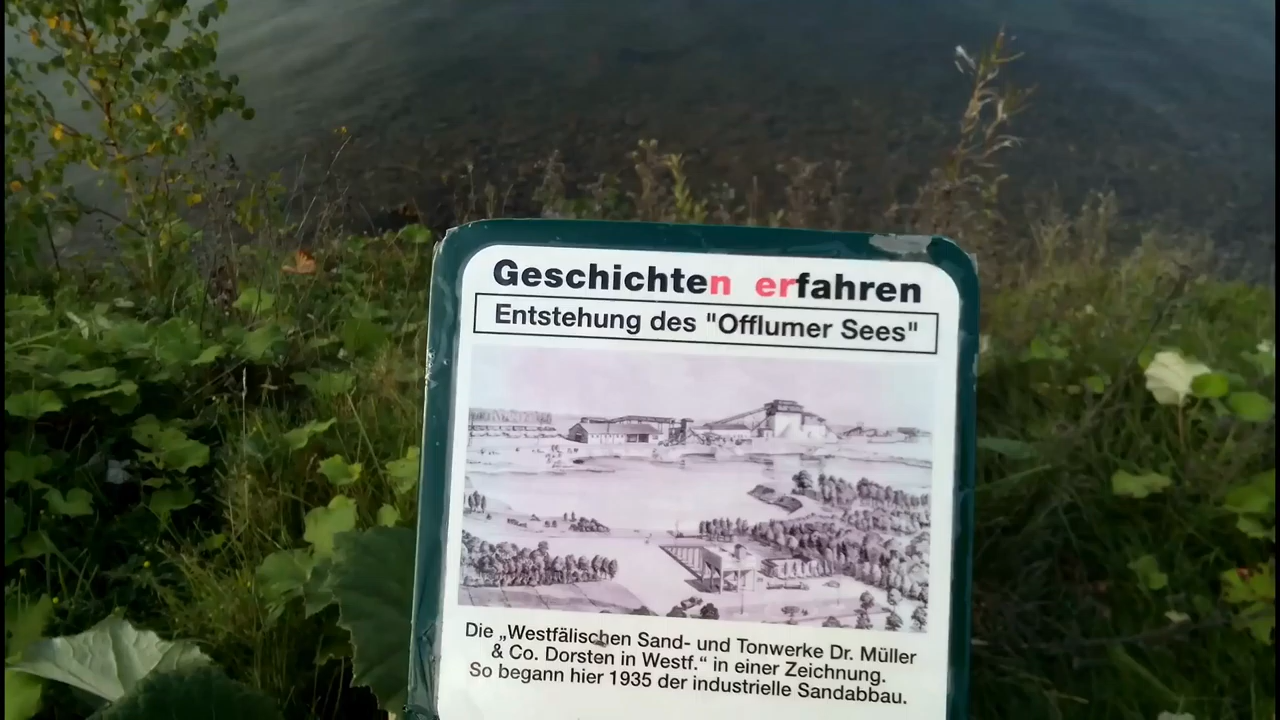 Geschichten erfahren
Entstehung des "Offlumer Sees"
Die „Westfälischen Sand- und Tonwerke Dr. Müller
& Co. Dorsten in Westf.“ in einer Zeichnung.
So begann hier 1935 der industrielle Sandabbau.